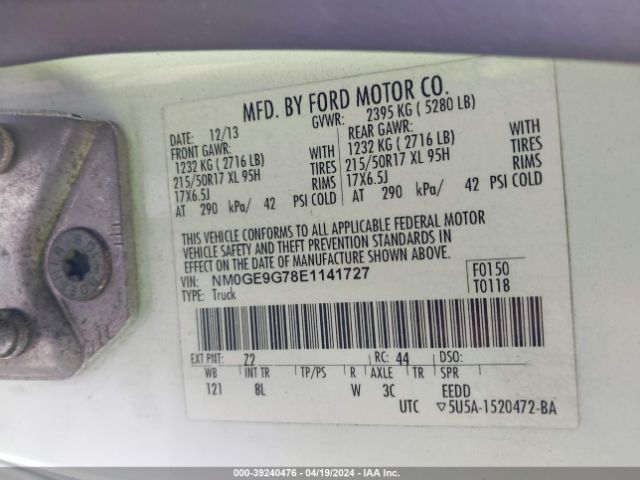 MFD. BY FORD MOTOR CO.
DATE: 12/13 GVWR: 2395 KG ( 5280 LB)
FRONT GAWR: REAR GAWR:
1232 KG ( 2716 LB) WITH 1232 KG ( 2716 LB) WITH
215/50R17 XL 95H TIRES 215/50R17 XL 95H TIRES
17X6.5J RIMS 17X6.5J RIMS
AT 290 kPa/ 42 PSI COLD AT 290 kPa/ 42 PSI COLD
THIS VEHICLE CONFORMS TO ALL APPLICABLE FEDERAL MOTOR
VEHICLE SAFETY AND THEFT PREVENTION STANDARDS IN
EFFECT ON THE DATE OF MANUFACTURE SHOWN ABOVE.
VIN: NM0GE9G78E1141727 F0150
TYPE: Truck T0118
EXT PNT: Z2 RC: 44 DSO:
WB INT TR TP/PS R AXLE TR SPR
121 8L W 3C EEDD
UTC ▽5U5A-1520472-BA
000-39240476 - 04/19/2024 - IAA Inc.